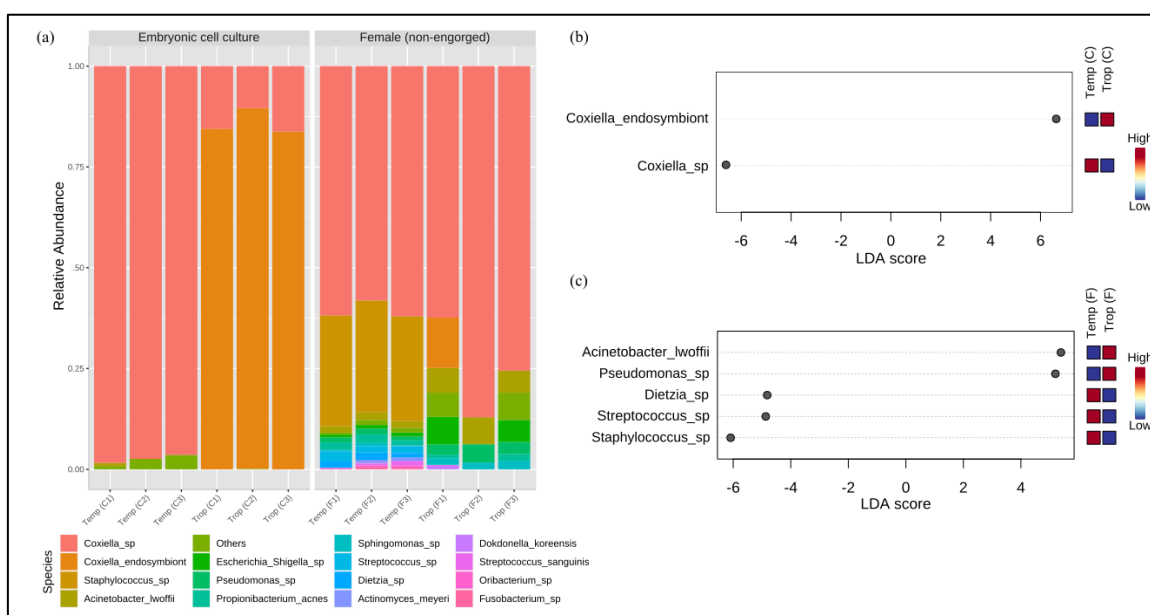 (a)
Embryonic cell culture
Female (non-engorged)
1.00
0.75
.50
0.25
0.00
Relative Abundance
Temp (C1)
Temp (C2)
Temp (C3)
Trop (C1)
Trop (C2)
Trop (C3)
Temp (F1)
Temp (F2)
Temp (F3)
Trop (F1)
Trop (F2)
Trop (F3)
Species
Coxiella_sp
Coxiella_endosymbiont
Staphylococcus_sp
Acinetobacter_lwoffii
Others
Escherichia_Shigella_sp
Pseudomonas_sp
Propionibacterium_acnes
Sphingomonas_sp
Streptococcus_sp
Dietzia_sp
Actinomyces_meyeri
Dokdonella_koreensis
Streptococcus_sanguinis
Oribacterium_sp
Fusobacterium_sp
(b)
Temp (C)
Trop (C)
Coxiella_endosymbiont
Coxiella_sp
High
Low
-6 -4 -2 0 2 4 6
LDA score
(c)
Temp (F)
Trop (F)
Acinetobacter_lwoffii
Pseudomonas_sp
Dietzia_sp
Streptococcus_sp
Staphylococcus_sp
High
Low
-6 -4 -2 0 2 4
LDA score